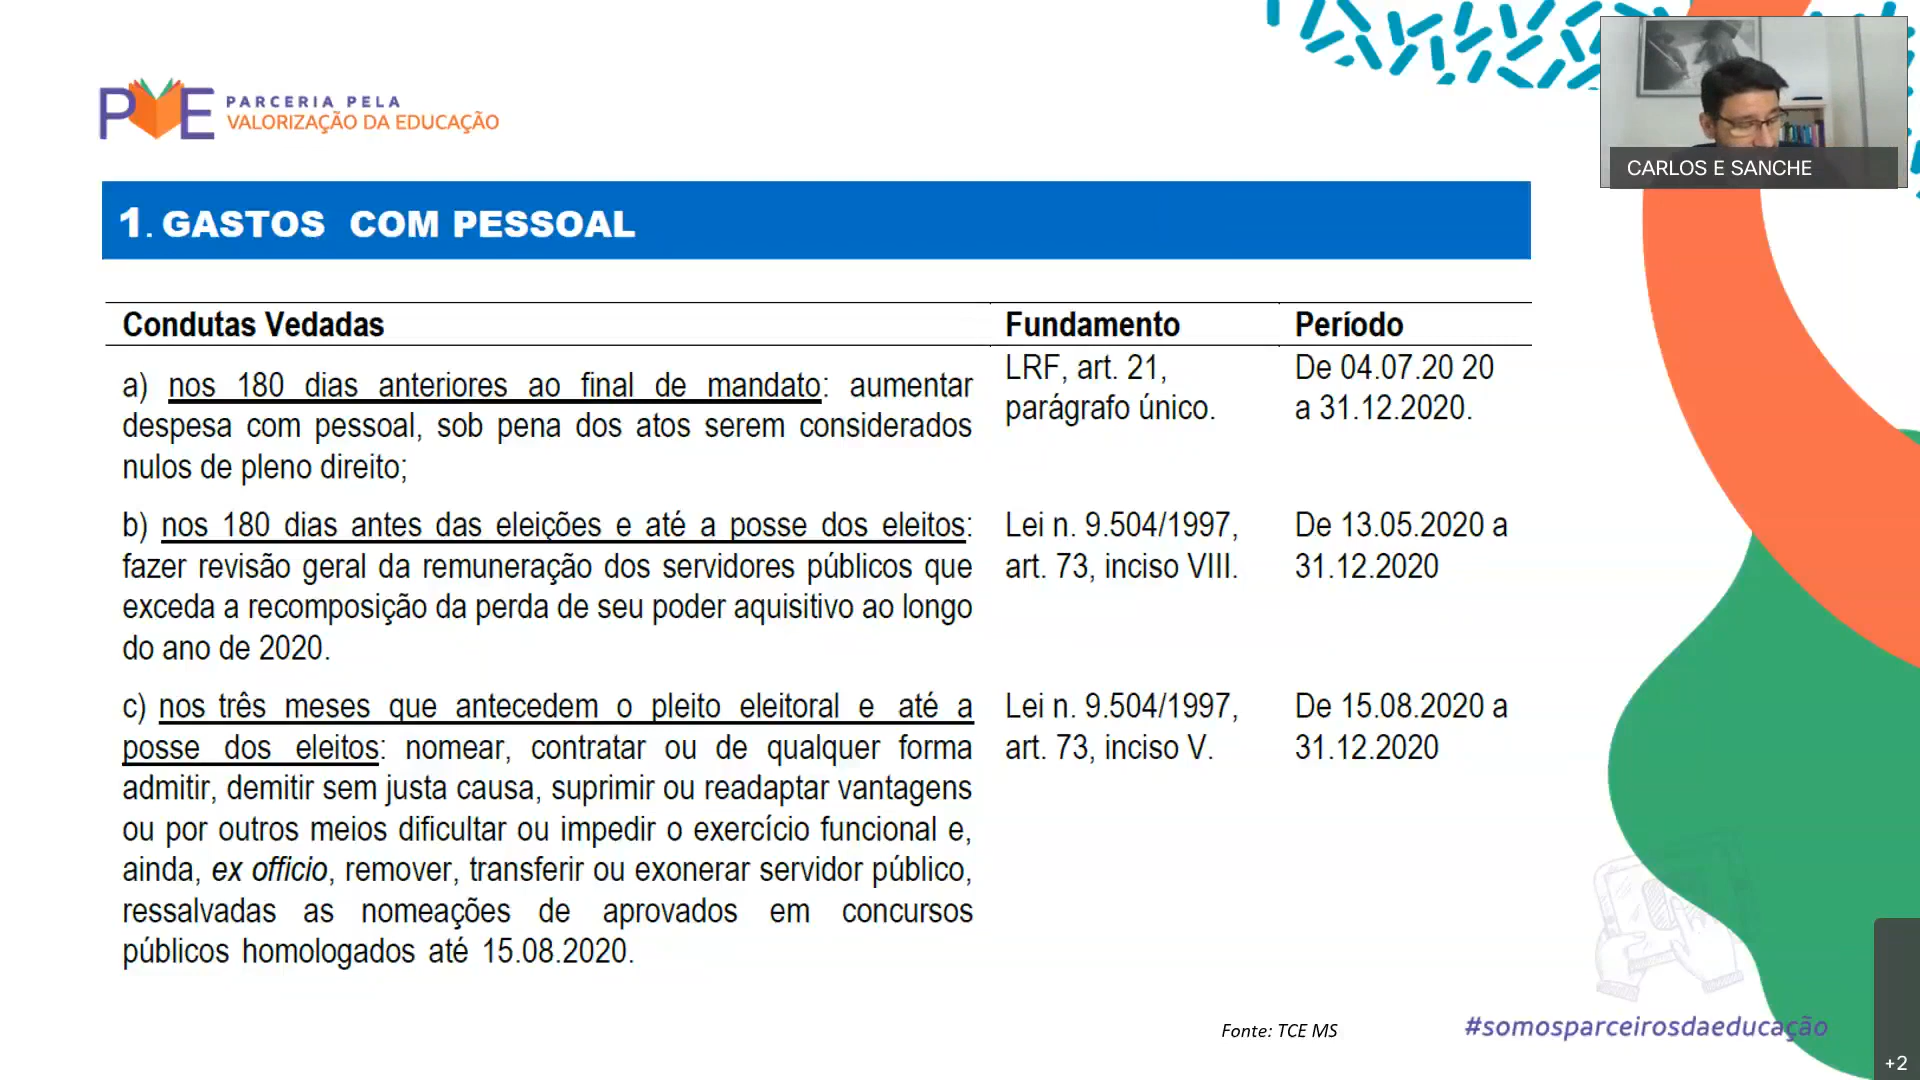 PVE PARCERIA PELA
VALORIZAÇÃO DA EDUCAÇÃO
CARLOS E SANCHE
1. GASTOS COM PESSOAL
Condutas Vedadas Fundamento Período
a) nos 180 dias anteriores ao final de mandato: aumentar
despesa com pessoal, sob pena dos atos serem considerados
nulos de pleno direito;
LRF, art. 21,
parágrafo único.
De 04.07.20 20
a 31.12.2020.
b) nos 180 dias antes das eleições e até a posse dos eleitos:
fazer revisão geral da remuneração dos servidores públicos que
exceda a recomposição da perda de seu poder aquisitivo ao longo
do ano de 2020.
Lei n. 9.504/1997,
art. 73, inciso VIII.
De 13.05.2020 a
31.12.2020
c) nos três meses que antecedem o pleito eleitoral e até a
posse dos eleitos: nomear, contratar ou de qualquer forma
admitir, demitir sem justa causa, suprimir ou readaptar vantagens
ou por outros meios dificultar ou impedir o exercício funcional e,
ainda, ex officio, remover, transferir ou exonerar servidor público,
ressalvadas as nomeações de aprovados em concursos
públicos homologados até 15.08.2020.
Lei n. 9.504/1997,
art. 73, inciso V.
De 15.08.2020 a
31.12.2020
Fonte: TCE MS
#somosparceirosdaeducação
+2